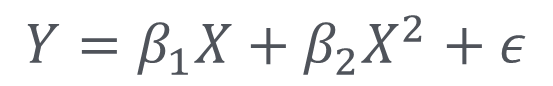 Y = β₁X + β₂X² + ϵ